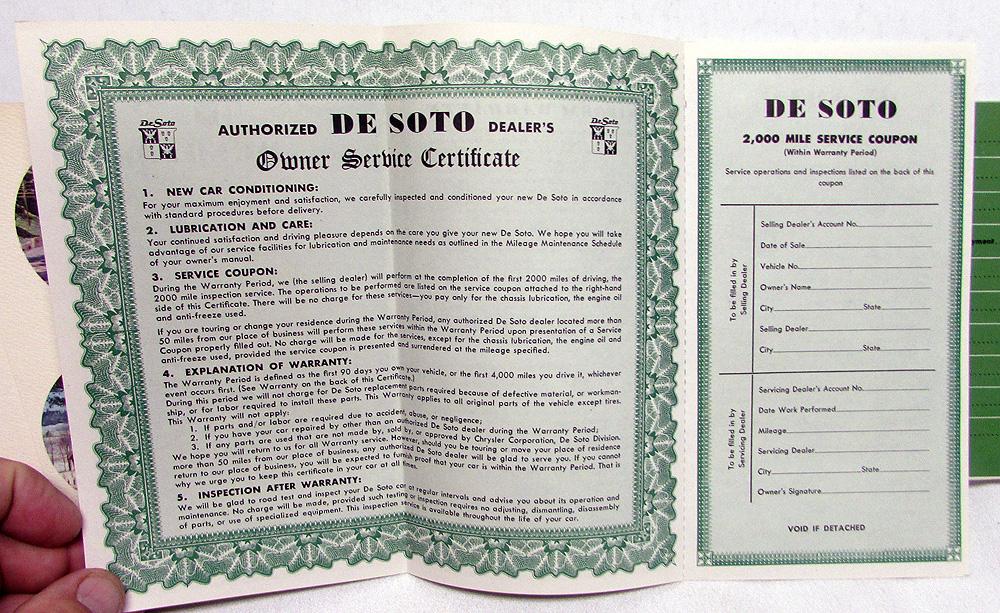 De Soto
AUTHORIZED DE SOTO DEALER'S
De Soto
Owner Service Certificate
1. NEW CAR CONDITIONING:
For your maximum enjoyment and satisfaction, we carefully inspected and conditioned your new De Soto in accordance
with standard procedures before delivery.
2. LUBRICATION AND CARE:
Your continued satisfaction and driving pleasure depends on the care you give your new De Soto. We hope you will take
advantage of our service facilities for lubrication and maintenance needs as outlined in the Mileage Maintenance Schedule
of your owner's manual.
3. SERVICE COUPON:
During the Warranty Period, we (the selling dealer) will perform at the completion of the first 2000 miles of driving, the
2000 mile inspection service. The operations to be performed are listed on the service coupon attached to the right-hand
side of this Certificate. There will be no charge for these services—you pay only for the chassis lubrication, the engine oil
and anti-freeze used.
If you are touring or change your residence during the Warranty Period, any authorized De Soto dealer located more than
50 miles from our place of business will perform these services within the Warranty Period upon presentation of a Service
Coupon properly filled out. No charge will be made for the services, except for the chassis lubrication, the engine oil and
anti-freeze used, provided the service coupon is presented and surrendered at the mileage specified.
4. EXPLANATION OF WARRANTY:
The Warranty Period is defined as the first 90 days you own your vehicle, or the first 4,000 miles you drive it, whichever
event occurs first. (See Warranty on the back of this Certificate.)
During this period we will not charge for De Soto replacement parts required because of defective material, or workman-
ship, or for labor required to install these parts. This Warranty applies to all original parts of the vehicle except tires.
This Warranty will not apply:
1. If parts and/or labor are required due to accident, abuse, or negligence;
2. If you have your car repaired by other than an authorized De Soto dealer during the Warranty Period;
3. If any parts are used that are not made by, sold by, or approved by Chrysler Corporation, De Soto Division.
We hope you will return to us for all Warranty service. However, should you be touring or move your place of residence
more than 50 miles from our place of business, any authorized De Soto dealer will be glad to serve you. If you cannot
return to our place of business, you will be expected to furnish proof that your car is within the Warranty Period. That is
why we urge you to keep this certificate in your car at all times.
5. INSPECTION AFTER WARRANTY:
We will be glad to road test and inspect your De Soto car at regular intervals and advise you about its operation and
maintenance. No charge will be made, provided such testing or inspection requires no adjusting, dismantling, disassembly
of parts, or use of specialized equipment. This inspection service is available throughout the life of your car.
DE SOTO
2,000 MILE SERVICE COUPON
(Within Warranty Period)
Service operations and inspections listed on the back of this
coupon
To be filled in by
Selling Dealer
Selling Dealer's Account No.
Date of Sale
Vehicle No.
Owner's Name
City State
Selling Dealer
City State
To be filled in by
Servicing Dealer
Servicing Dealer's Account No.
Date Work Performed
Mileage
Servicing Dealer
City State
Owner's Signature
VOID IF DETACHED